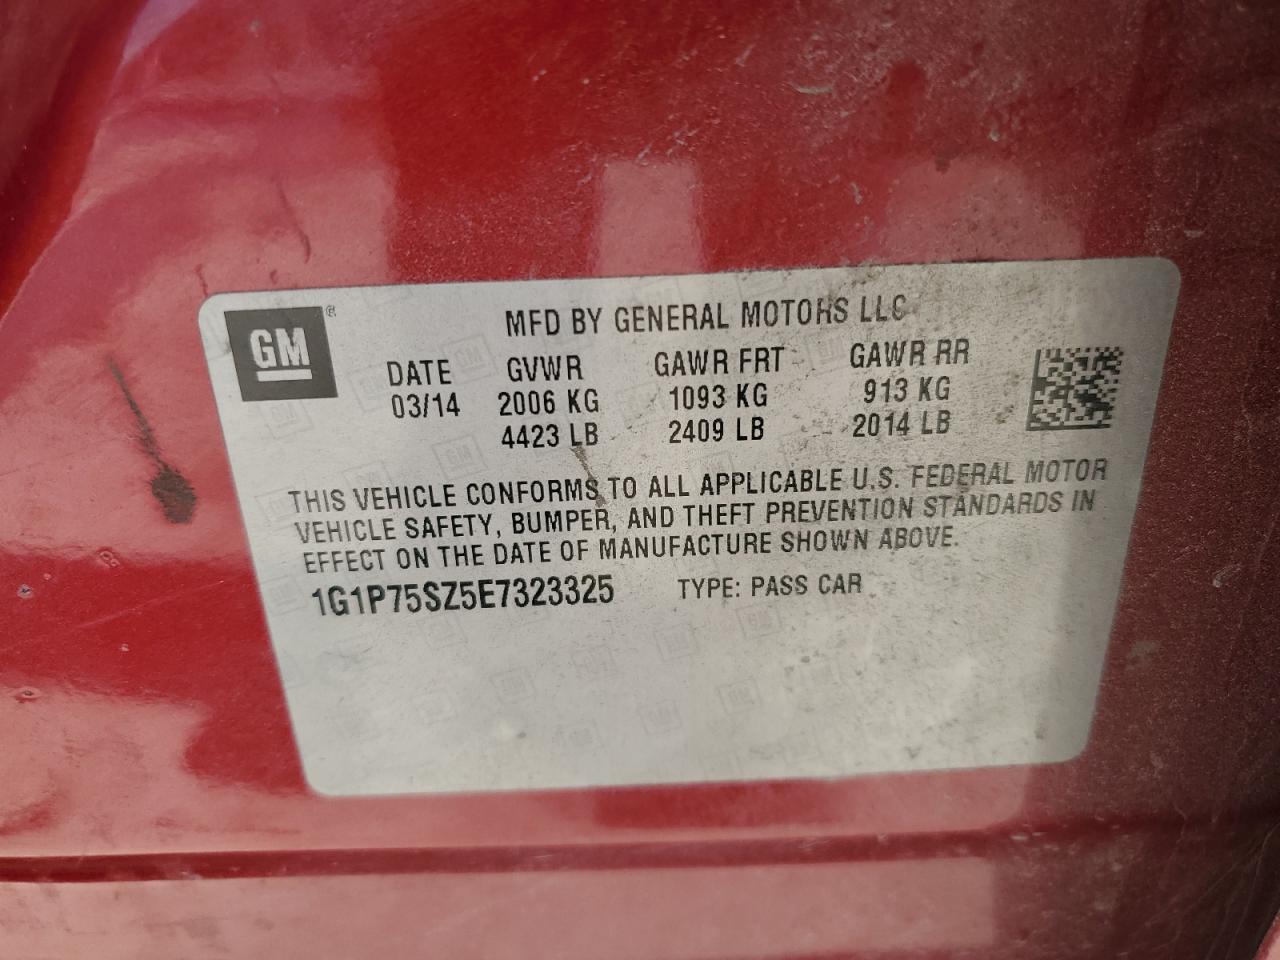 GM ®
MFD BY GENERAL MOTORS LLC
DATE GVWR GAWR FRT GAWR RR
03/14 2006 KG 1093 KG 913 KG
4423 LB 2409 LB 2014 LB
THIS VEHICLE CONFORMS TO ALL APPLICABLE U.S. FEDERAL MOTOR
VEHICLE SAFETY, BUMPER, AND THEFT PREVENTION STANDARDS IN
EFFECT ON THE DATE OF MANUFACTURE SHOWN ABOVE.
1G1P75SZ5E7323325 TYPE: PASS CAR